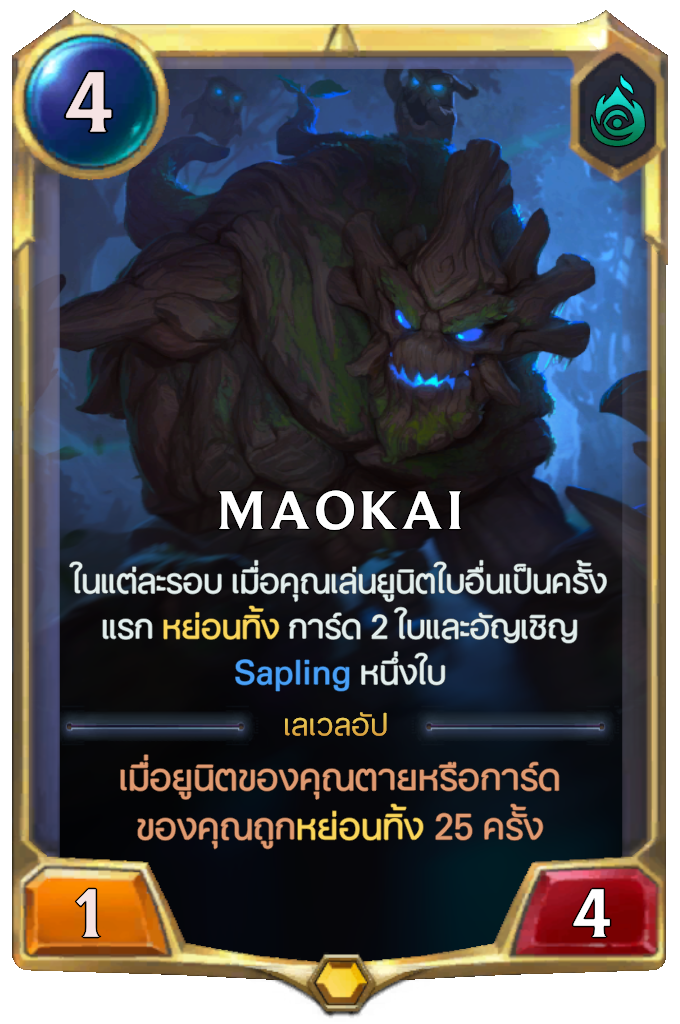 4
MAOKAI
ในแต่ละรอบ เมื่อคุณเล่นยูนิตใบอื่นเป็นครั้ง
แรก หย่อนทิ้ง การ์ด 2 ใบและอัญเชิญ
Sapling หนึ่งใบ
เลเวลอัป
เมื่อยูนิตของคุณตายหรือการ์ด
ของคุณถูกหย่อนทิ้ง 25 ครั้ง
1
4